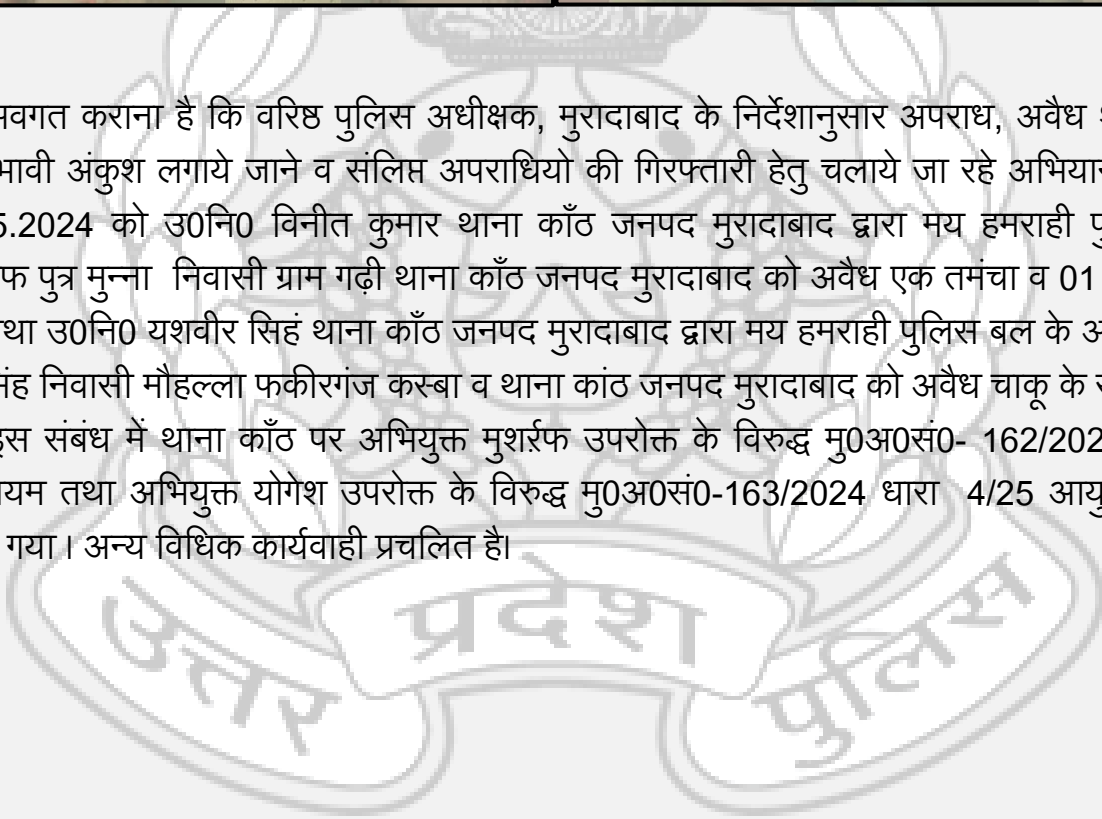 वगत कराना है कि वरिष्ठ पुलिस अधीक्षक, मुरादाबाद के निर्देशानुसार अपराध, अवैध
भावी अंकुश लगाये जाने व संलिप्त अपराधियो की गिरफ्तारी हेतु चलाये जा रहे अभियान
5.2024 को उ0नि0 विनीत कुमार थाना काँठ जनपद मुरादाबाद द्वारा मय हमराही पु
फ पुत्र मुन्ना निवासी ग्राम गढ़ी थाना काँठ जनपद मुरादाबाद को अवैध एक तमंचा व 01
था उ0नि0 यशवीर सिहं थाना काँठ जनपद मुरादाबाद द्वारा मय हमराही पुलिस बल के अ
संह निवासी मौहल्ला फकीरगंज कस्बा व थाना कांठ जनपद मुरादाबाद को अवैध चाकू के
इस संबंध में थाना काँठ पर अभियुक्त मुशर्रफ उपरोक्त के विरुद्ध मु0अ0सं0- 162/202
यम तथा अभियुक्त योगेश उपरोक्त के विरुद्ध मु0अ0सं0-163/2024 धारा 4/25 आयु
गया। अन्य विधिक कार्यवाही प्रचलित है।
उत्तर प्रदेश पुलिस